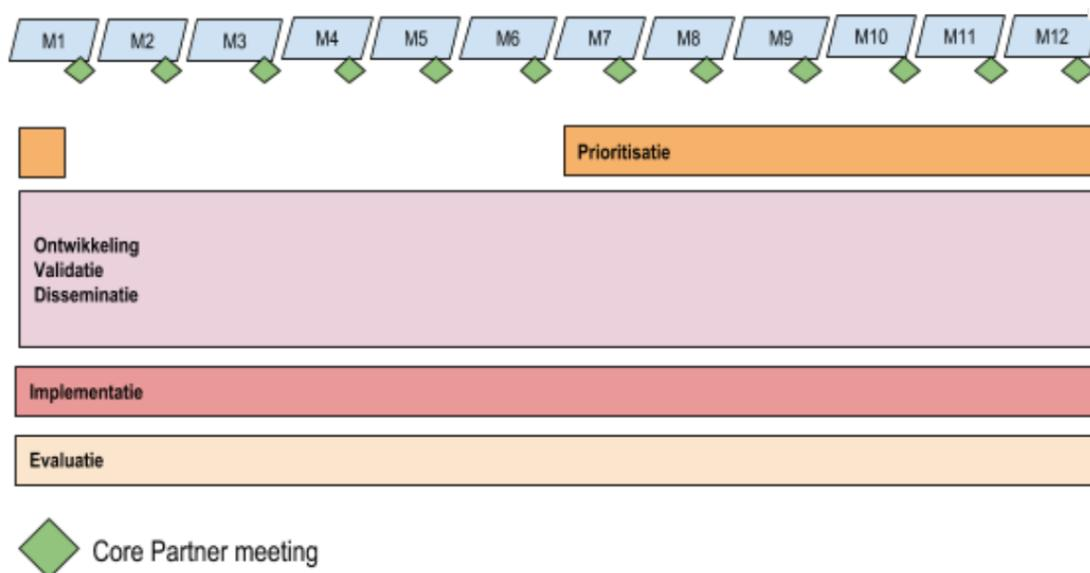 M1 M2 M3 M4 M5 M6 M7 M8 M9 M10 M11 M12
Prioritisatie
Ontwikkeling
Validatie
Disseminatie
Implementatie
Evaluatie
Core Partner meeting